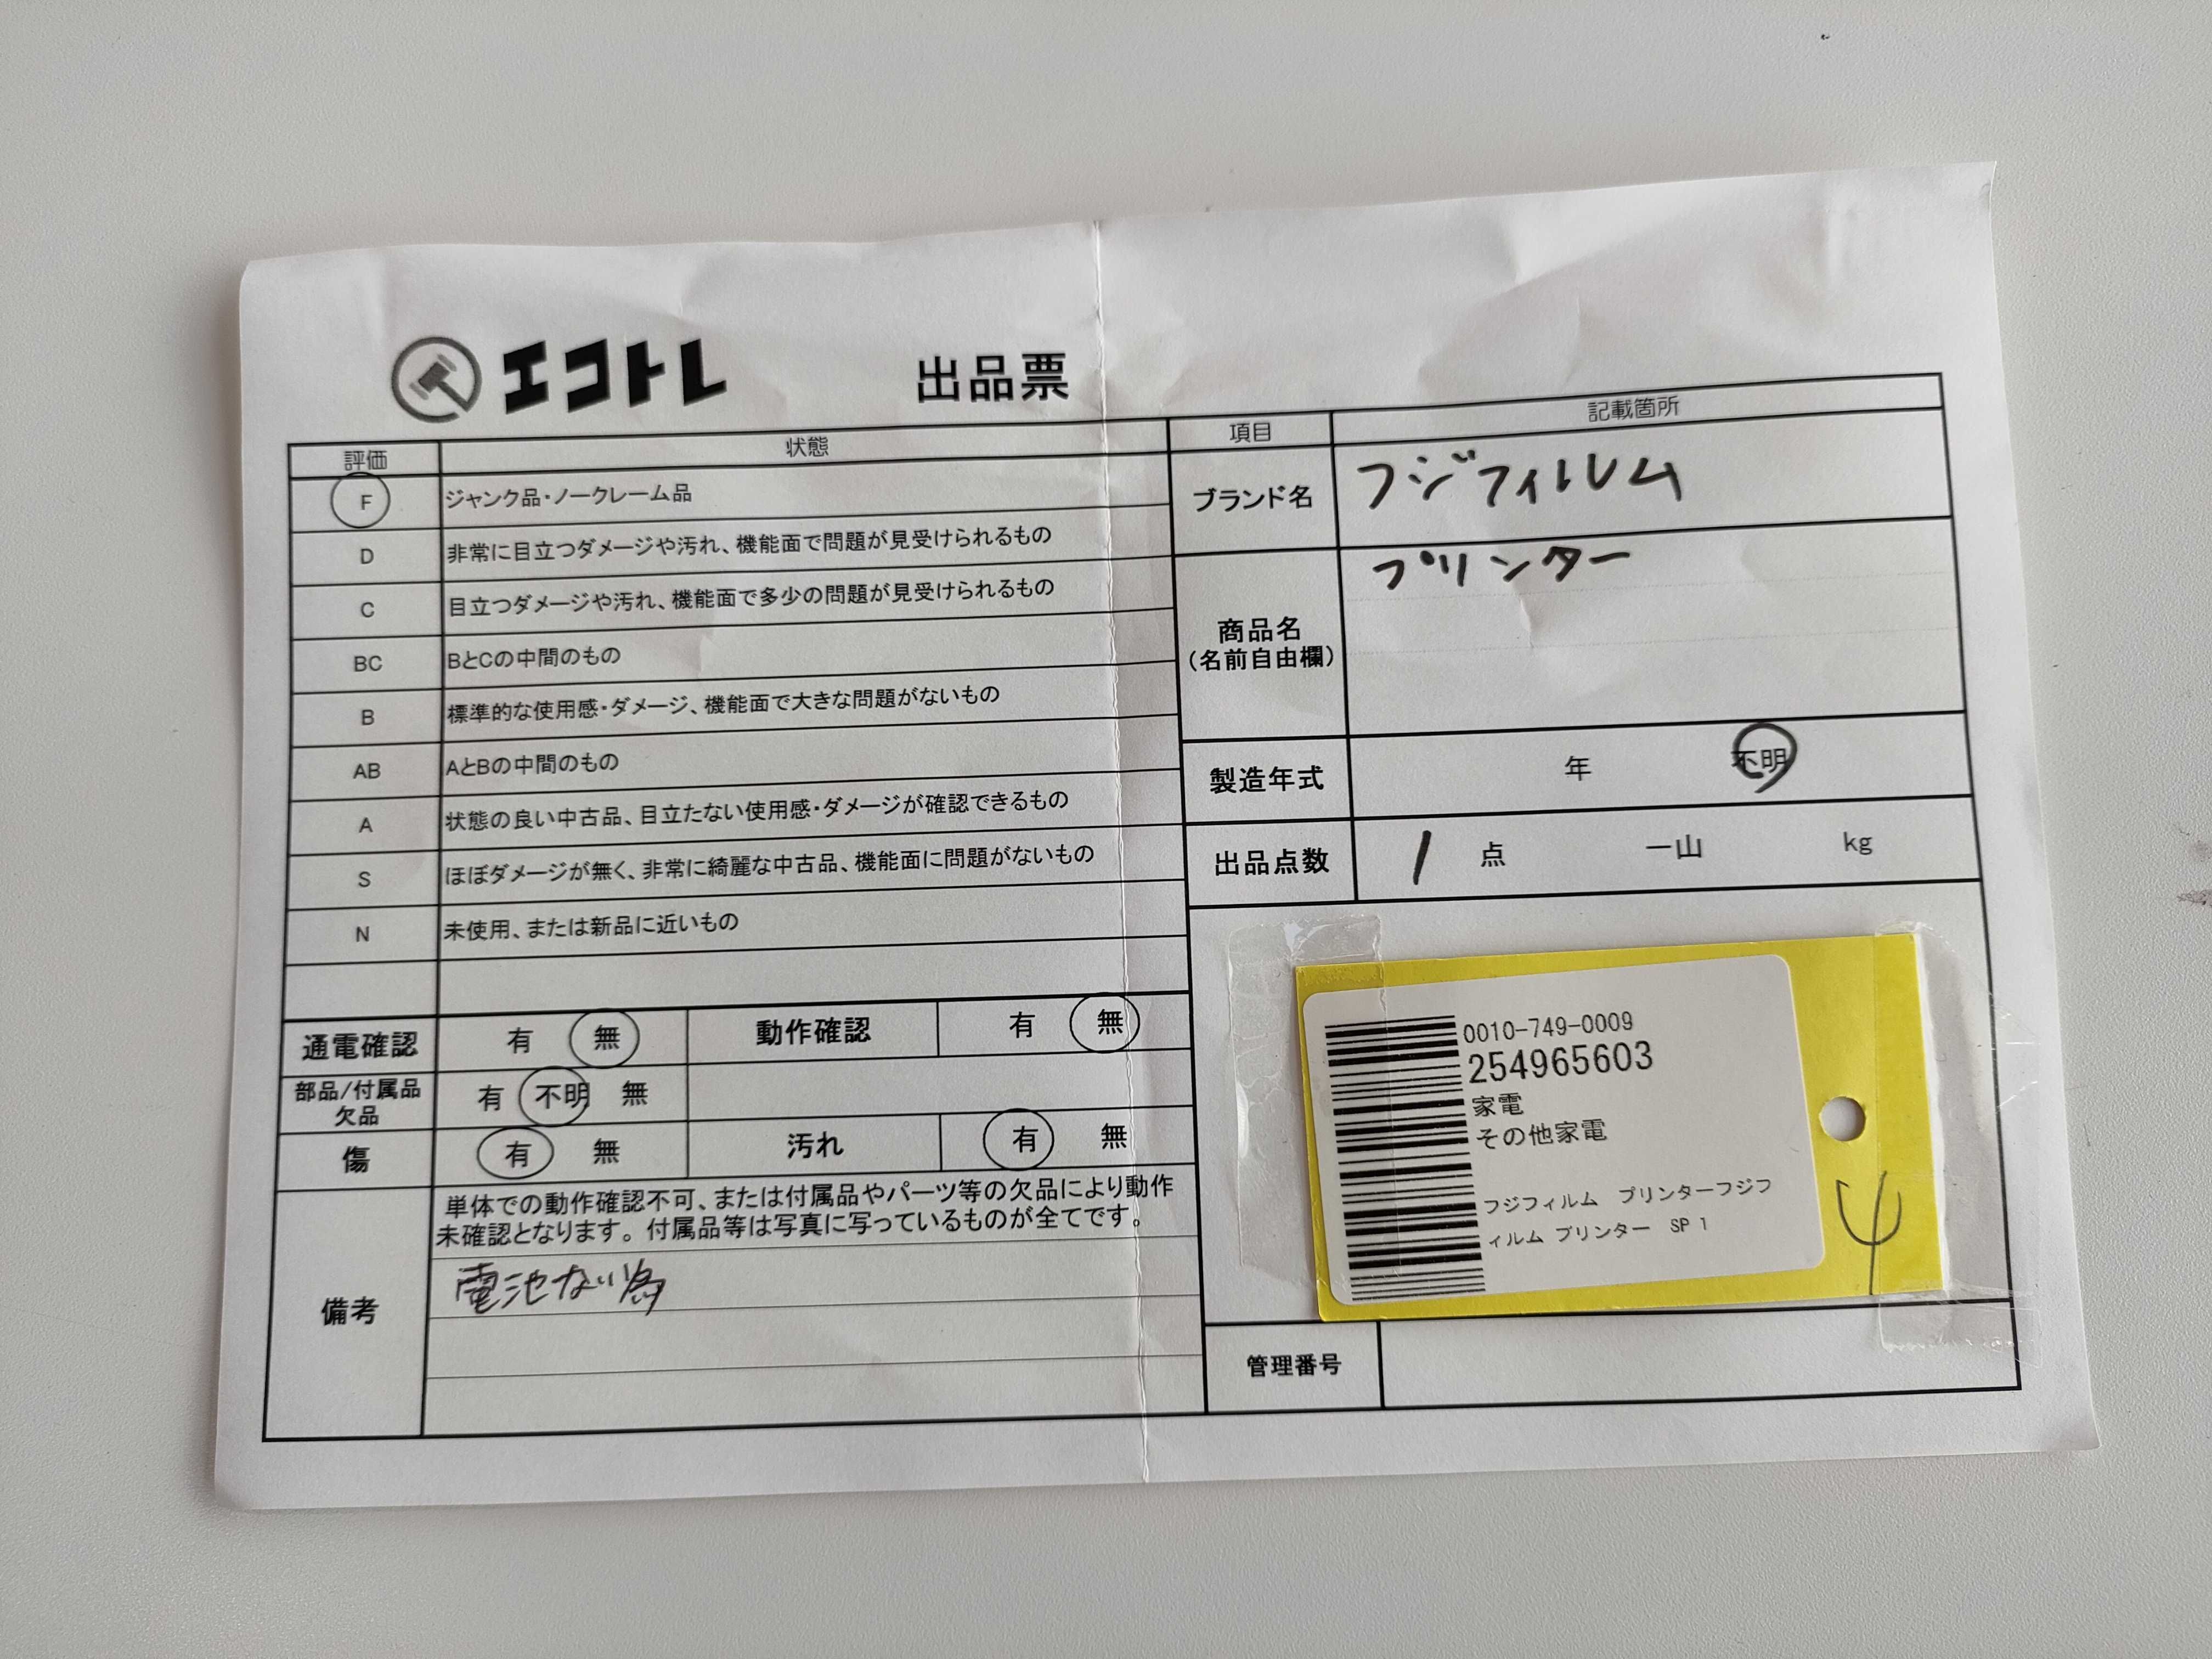 エコトレ 出品票
評価 状態
F ジャンク品・ノークレーム品
D 非常に目立つダメージや汚れ、機能面で問題が見受けられるもの
C 目立つダメージや汚れ、機能面で多少の問題が見受けられるもの
BC BとCの中間のもの
B 標準的な使用感・ダメージ、機能面で大きな問題がないもの
AB AとBの中間のもの
A 状態の良い中古品、目立たない使用感・ダメージが確認できるもの
S ほぼダメージが無く、非常に綺麗な中古品、機能面に問題がないもの
N 未使用、または新品に近いもの
通電確認 有 無 動作確認 有 無
部品/付属品
欠品 有 不明 無
傷 有 無 汚れ 有 無
備考
単体での動作確認不可、または付属品やパーツ等の欠品により動作
未確認となります。付属品等は写真に写っているものが全てです。
電池ない為
項目 記載箇所
ブランド名 フジフィルム
商品名
(名前自由欄) プリンター
製造年式 年 不明
出品点数 1 点 一山 kg
0010-749-0009
254965603
家電
その他家電
フジフィルム プリンターフジフ
ィルム プリンター SP 1
管理番号